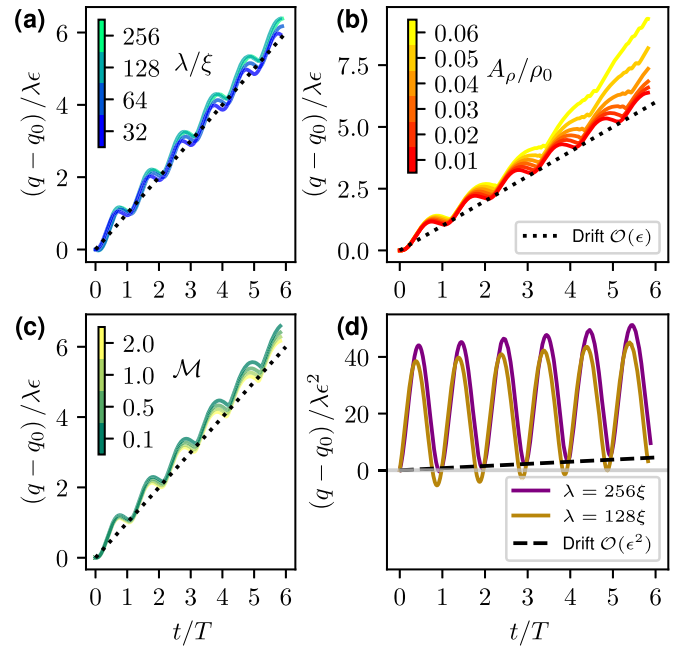 (a)
(q − q₀) / λϵ
6
4
2
0
256
128
64
32
λ/ξ
0 1 2 3 4 5 6
(b)
(q − q₀) / λϵ
7.5
5.0
2.5
0.0
0.06
0.05
0.04
0.03
0.02
0.01
A_ρ/ρ₀
Drift 𝒪(ϵ)
0 1 2 3 4 5 6
(c)
(q − q₀) / λϵ
6
4
2
0
2.0
1.0
0.5
0.1
ℳ
0 1 2 3 4 5 6
t/T
(d)
(q − q₀) / λϵ²
40
20
0
λ = 256ξ
λ = 128ξ
Drift 𝒪(ϵ²)
0 1 2 3 4 5 6
t/T